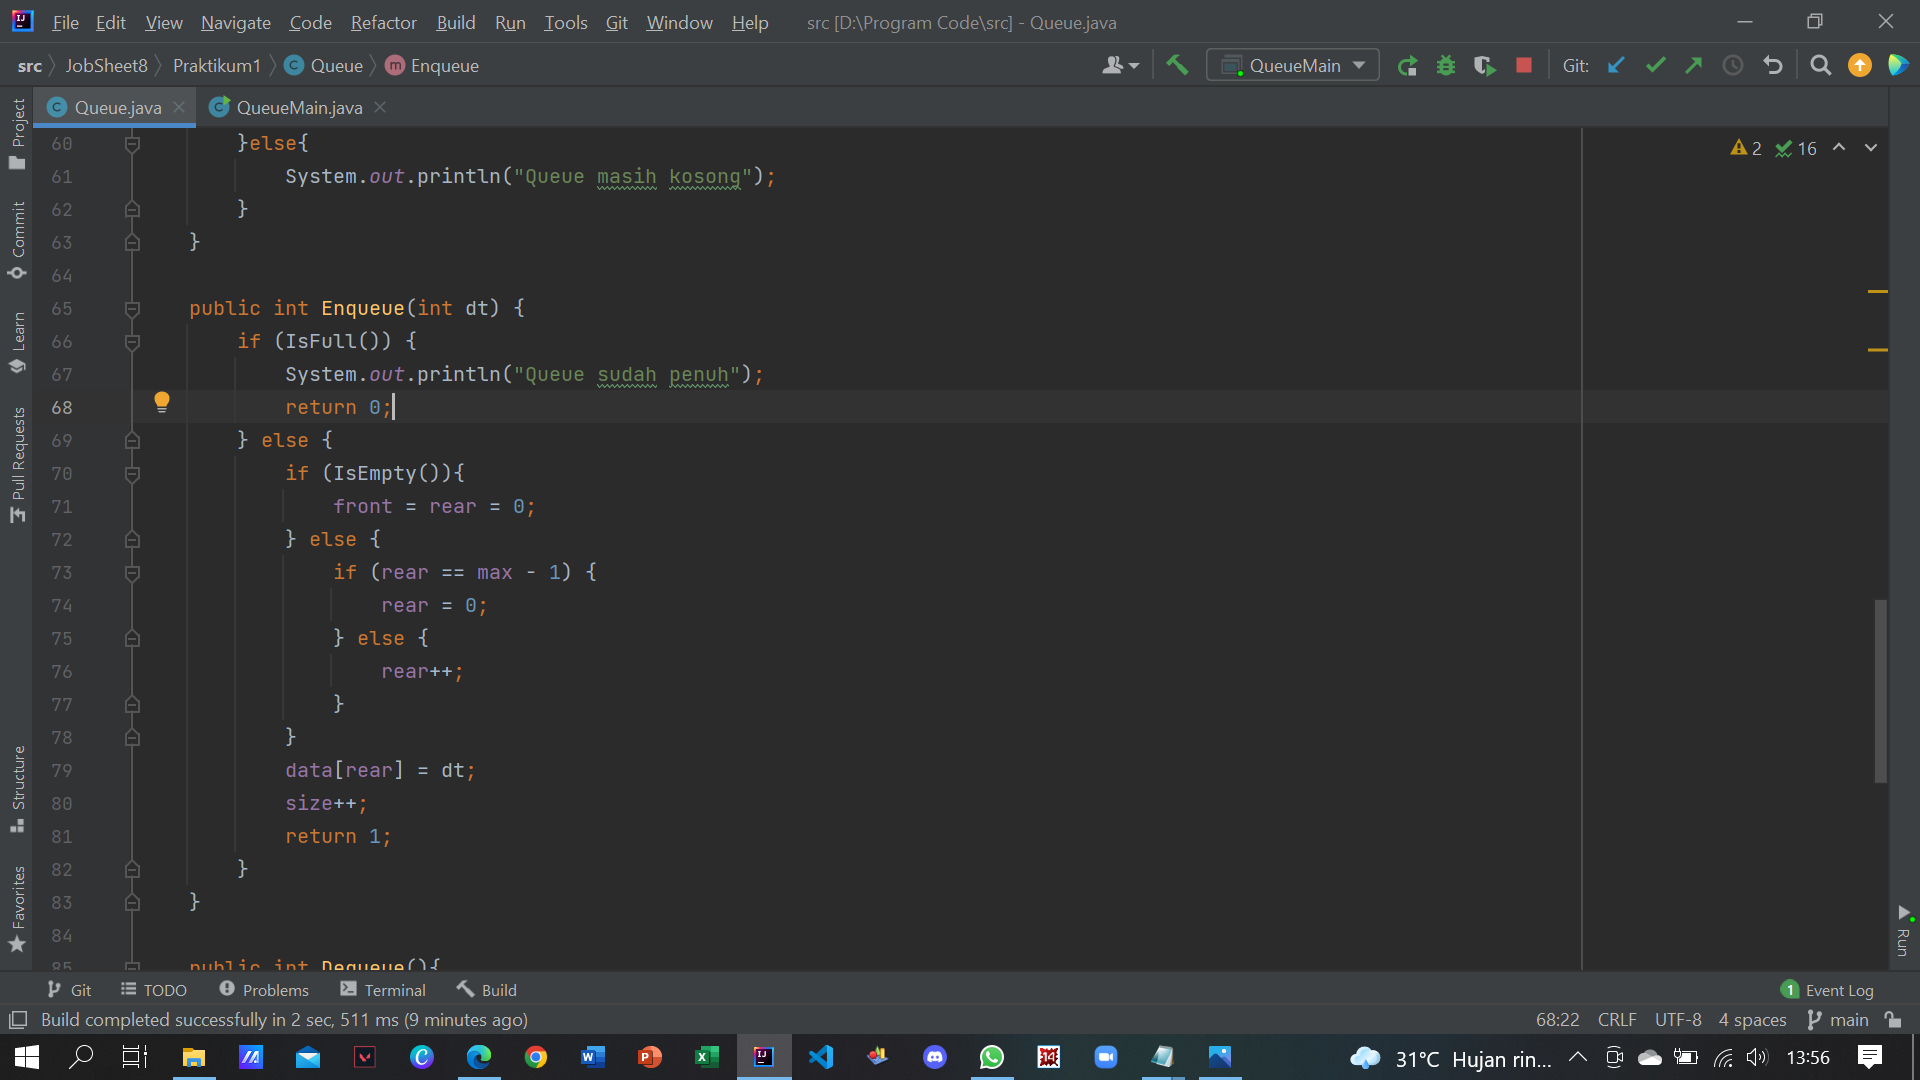 File Edit View Navigate Code Refactor Build Run Tools Git Window Help src [D:\Program Code\src] - Queue.java
src JobSheet8 Praktikum1 Queue Enqueue QueueMain Git:
Queue.java QueueMain.java
Project
Commit
Learn
Pull Requests
Structure
Favorites
2 16
60 }else{
61 System.out.println("Queue masih kosong");
62 }
63 }
64
65 public int Enqueue(int dt) {
66 if (IsFull()) {
67 System.out.println("Queue sudah penuh");
68 return 0;
69 } else {
70 if (IsEmpty()){
71 front = rear = 0;
72 } else {
73 if (rear == max - 1) {
74 rear = 0;
75 } else {
76 rear++;
77 }
78 }
79 data[rear] = dt;
80 size++;
81 return 1;
82 }
83 }
84
85 public int Dequeue(){
Run
Git TODO Problems Terminal Build 1 Event Log
Build completed successfully in 2 sec, 511 ms (9 minutes ago) 68:22 CRLF UTF-8 4 spaces main
31°C Hujan rin... 13:56